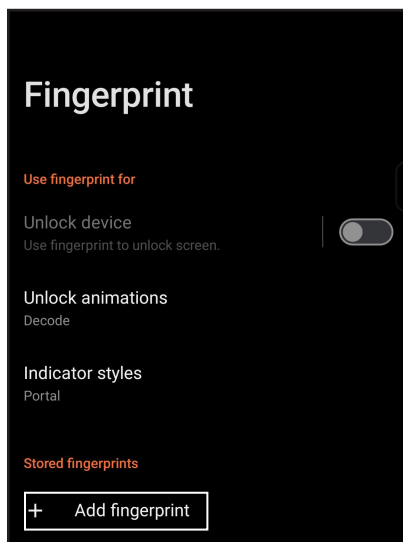 Fingerprint
Use fingerprint for
Unlock device
Use fingerprint to unlock screen.
Unlock animations
Decode
Indicator styles
Portal
Stored fingerprints
+ Add fingerprint